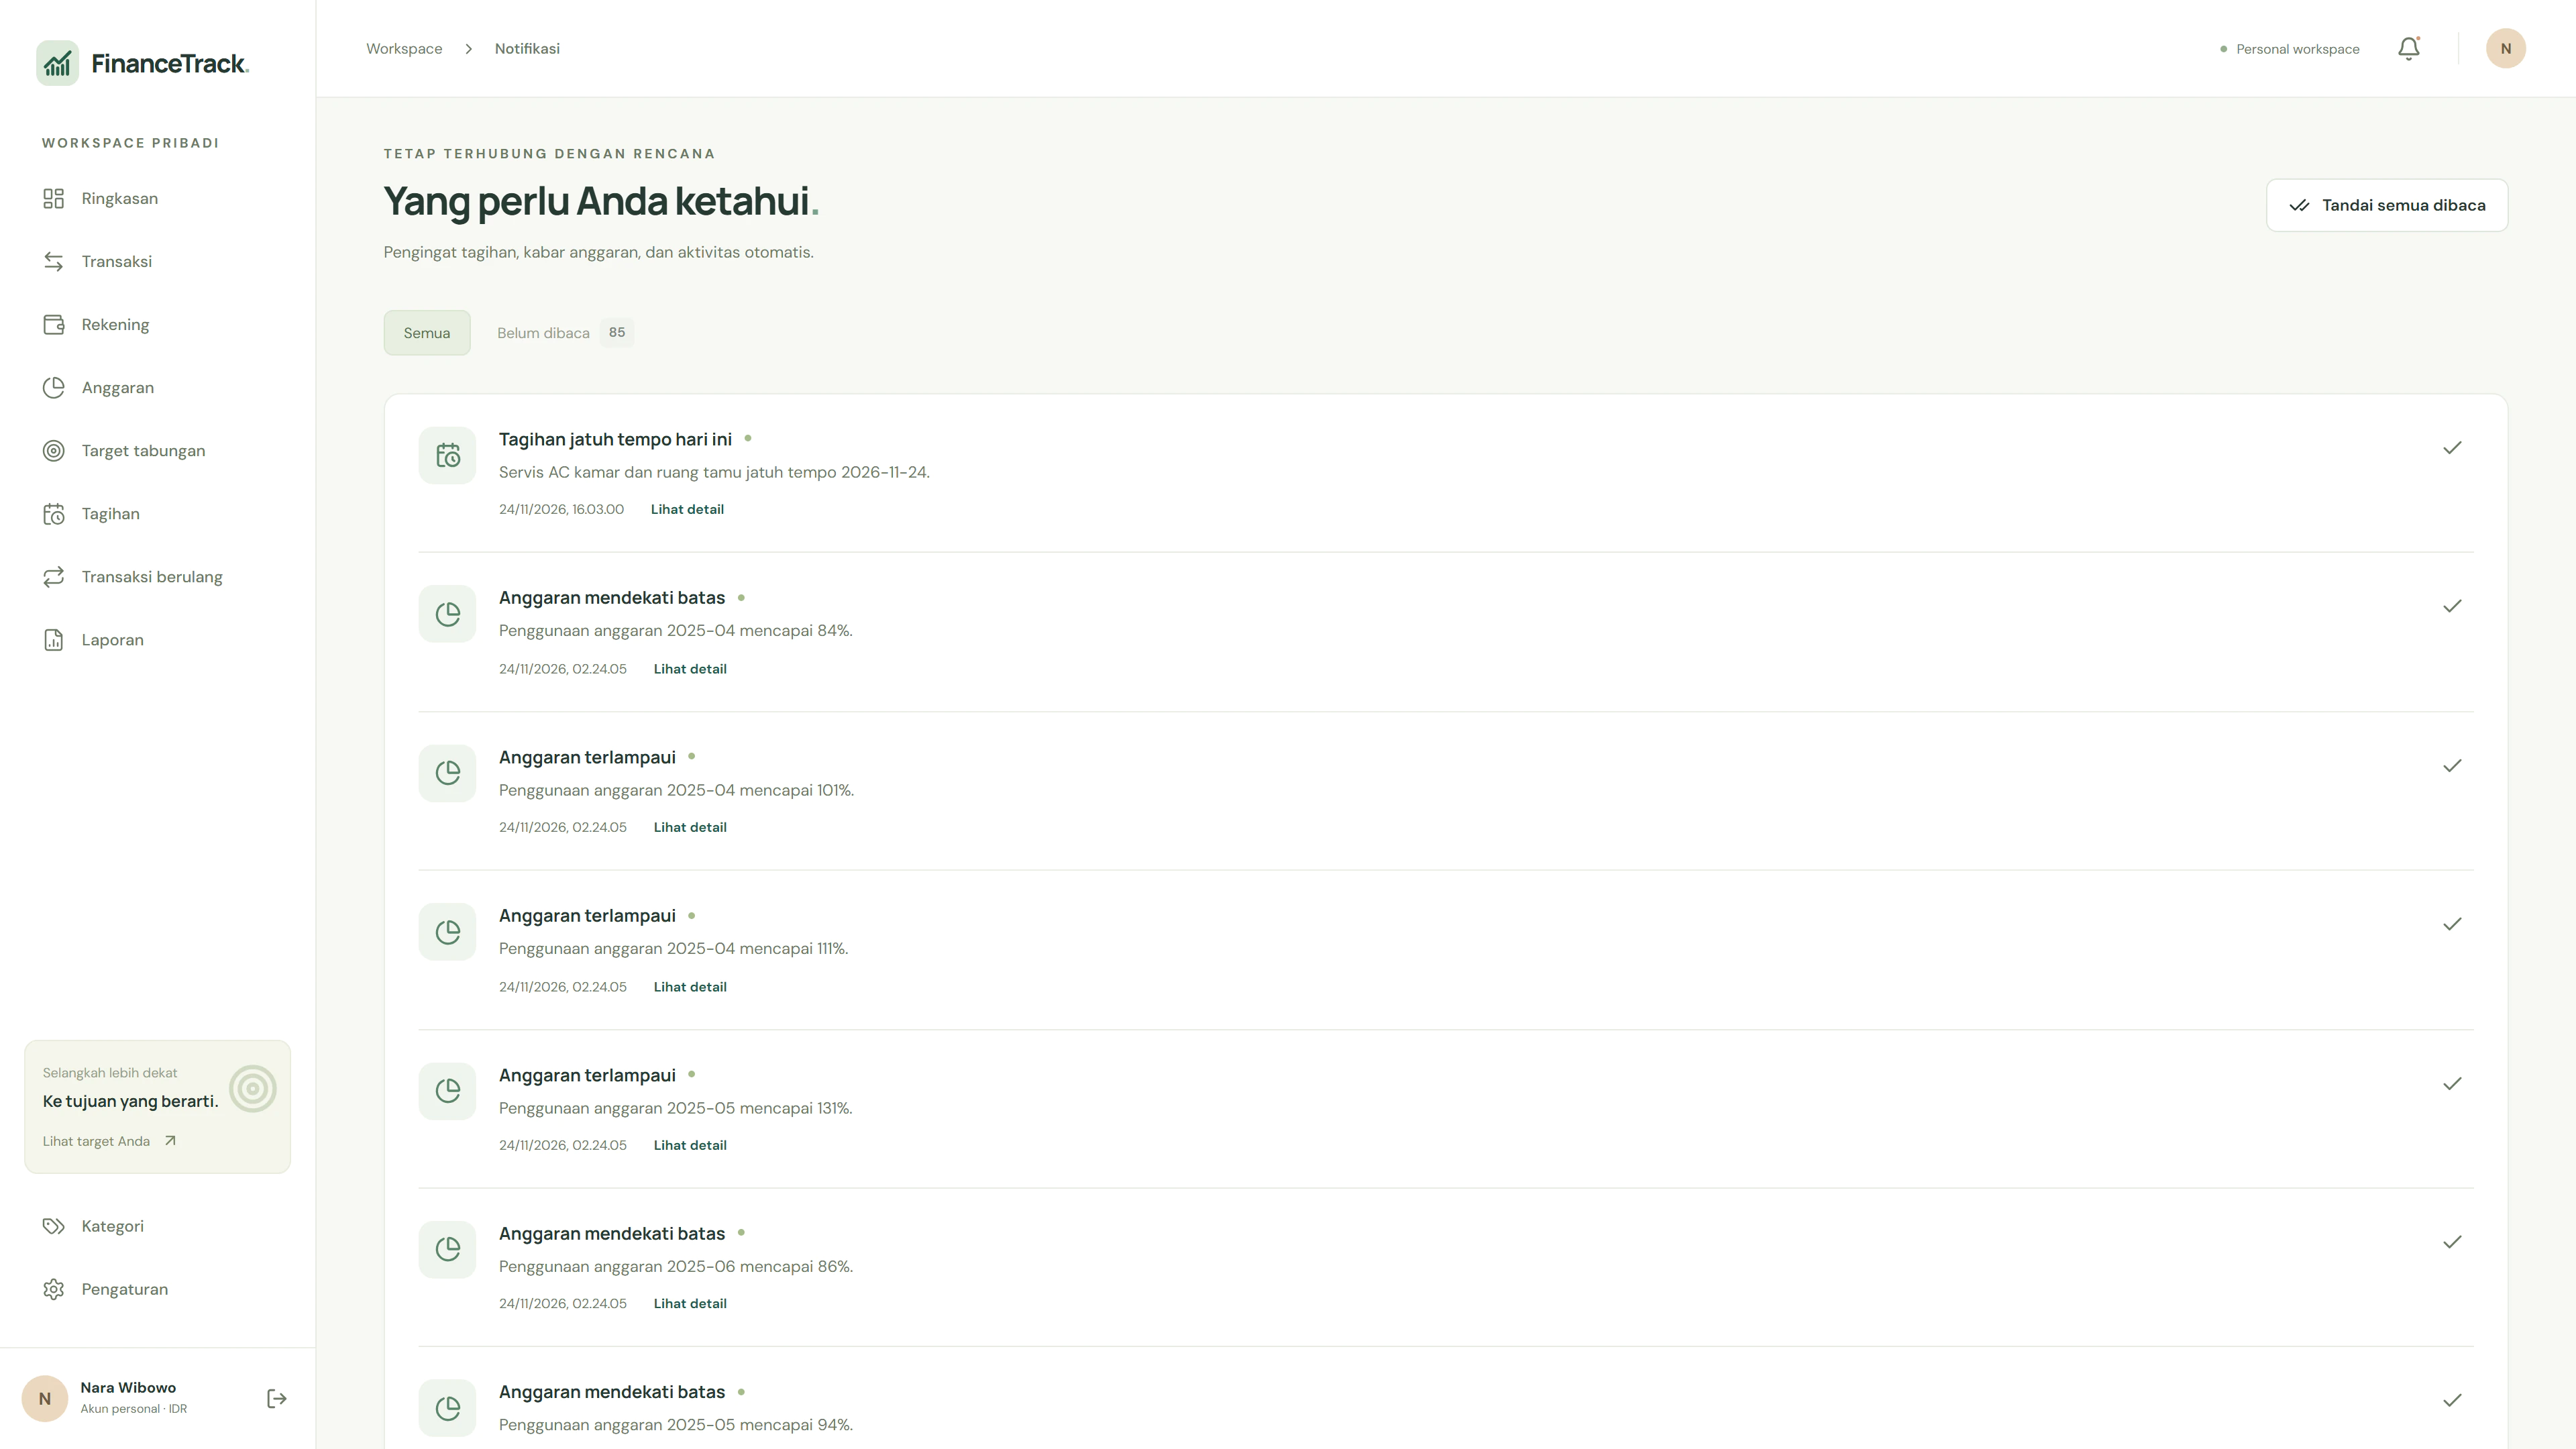 FinanceTrack.
WORKSPACE PRIBADI
Ringkasan
Transaksi
Rekening
Anggaran
Target tabungan
Tagihan
Transaksi berulang
Laporan
Selangkah lebih dekat
Ke tujuan yang berarti.
Lihat target Anda
Kategori
Pengaturan
N
Nara Wibowo
Akun personal · IDR
Workspace
Notifikasi
Personal workspace
N
TETAP TERHUBUNG DENGAN RENCANA
Yang perlu Anda ketahui.
Pengingat tagihan, kabar anggaran, dan aktivitas otomatis.
Tandai semua dibaca
Semua
Belum dibaca 85
Tagihan jatuh tempo hari ini
Servis AC kamar dan ruang tamu jatuh tempo 2026-11-24.
24/11/2026, 16.03.00 Lihat detail
Anggaran mendekati batas
Penggunaan anggaran 2025-04 mencapai 84%.
24/11/2026, 02.24.05 Lihat detail
Anggaran terlampaui
Penggunaan anggaran 2025-04 mencapai 101%.
24/11/2026, 02.24.05 Lihat detail
Anggaran terlampaui
Penggunaan anggaran 2025-04 mencapai 111%.
24/11/2026, 02.24.05 Lihat detail
Anggaran terlampaui
Penggunaan anggaran 2025-05 mencapai 131%.
24/11/2026, 02.24.05 Lihat detail
Anggaran mendekati batas
Penggunaan anggaran 2025-06 mencapai 86%.
24/11/2026, 02.24.05 Lihat detail
Anggaran mendekati batas
Penggunaan anggaran 2025-05 mencapai 94%.